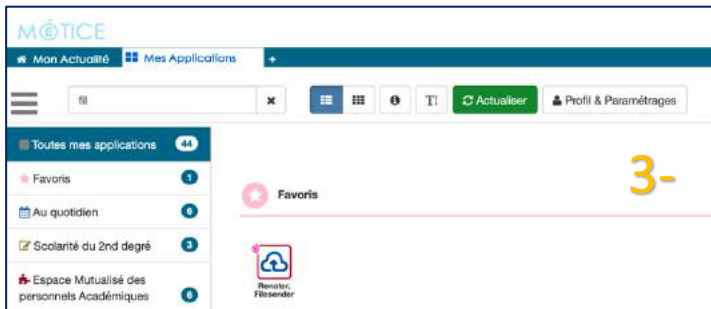 MÉTICE
Mon Actualité Mes Applications +
fil × T! Actualiser Profil & Paramétrages
Toutes mes applications 44
Favoris 1
Au quotidien 6
Scolarité du 2nd degré 3
Espace Mutualisé des
personnels Académiques 6
Favoris
3-
Renater,
Filesender